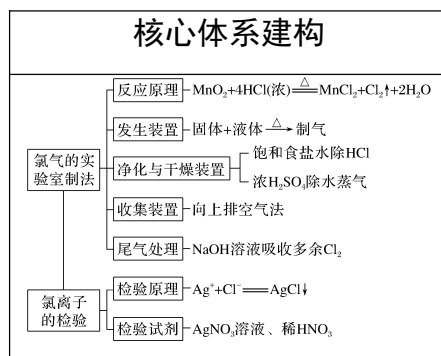 核心体系建构
反应原理 MnO₂+4HCl(浓) ══△══ MnCl₂+Cl₂↑+2H₂O
发生装置 固体+液体 —△→ 制气
氯气的实
验室制法
净化与干燥装置
饱和食盐水除HCl
浓H₂SO₄除水蒸气
收集装置 向上排空气法
尾气处理 NaOH溶液吸收多余Cl₂
氯离子
的检验
检验原理 Ag⁺+Cl⁻══AgCl↓
检验试剂 AgNO₃溶液、稀HNO₃